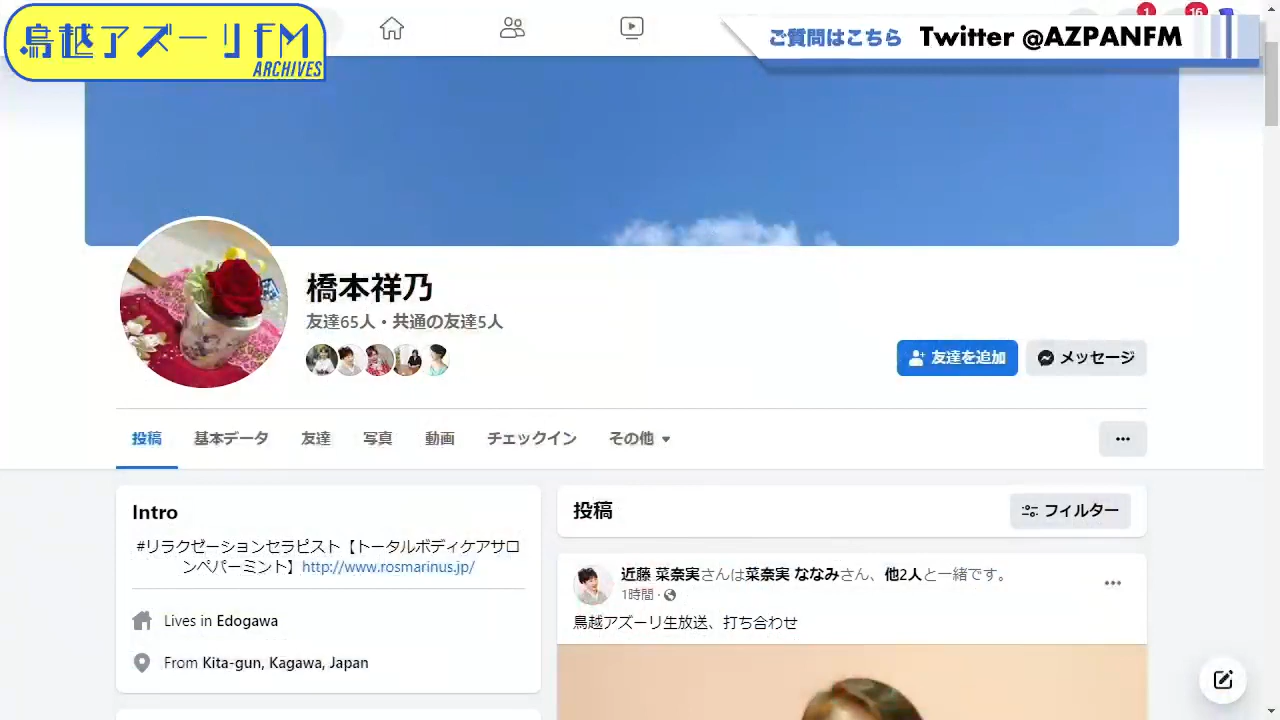 鳥越アズーリFM
ARCHIVES
ご質問はこちら Twitter @AZPANFM
1
16
橋本祥乃
友達65人・共通の友達5人
友達を追加
メッセージ
投稿
基本データ
友達
写真
動画
チェックイン
その他
Intro
#リラクゼーションセラピスト【トータルボディケアサロ
ンペパーミント】http://www.rosmarinus.jp/
Lives in Edogawa
From Kita-gun, Kagawa, Japan
投稿
フィルター
近藤 菜奈実さんは菜奈実 ななみさん、他2人と一緒です。
1時間
鳥越アズーリ生放送、打ち合わせ